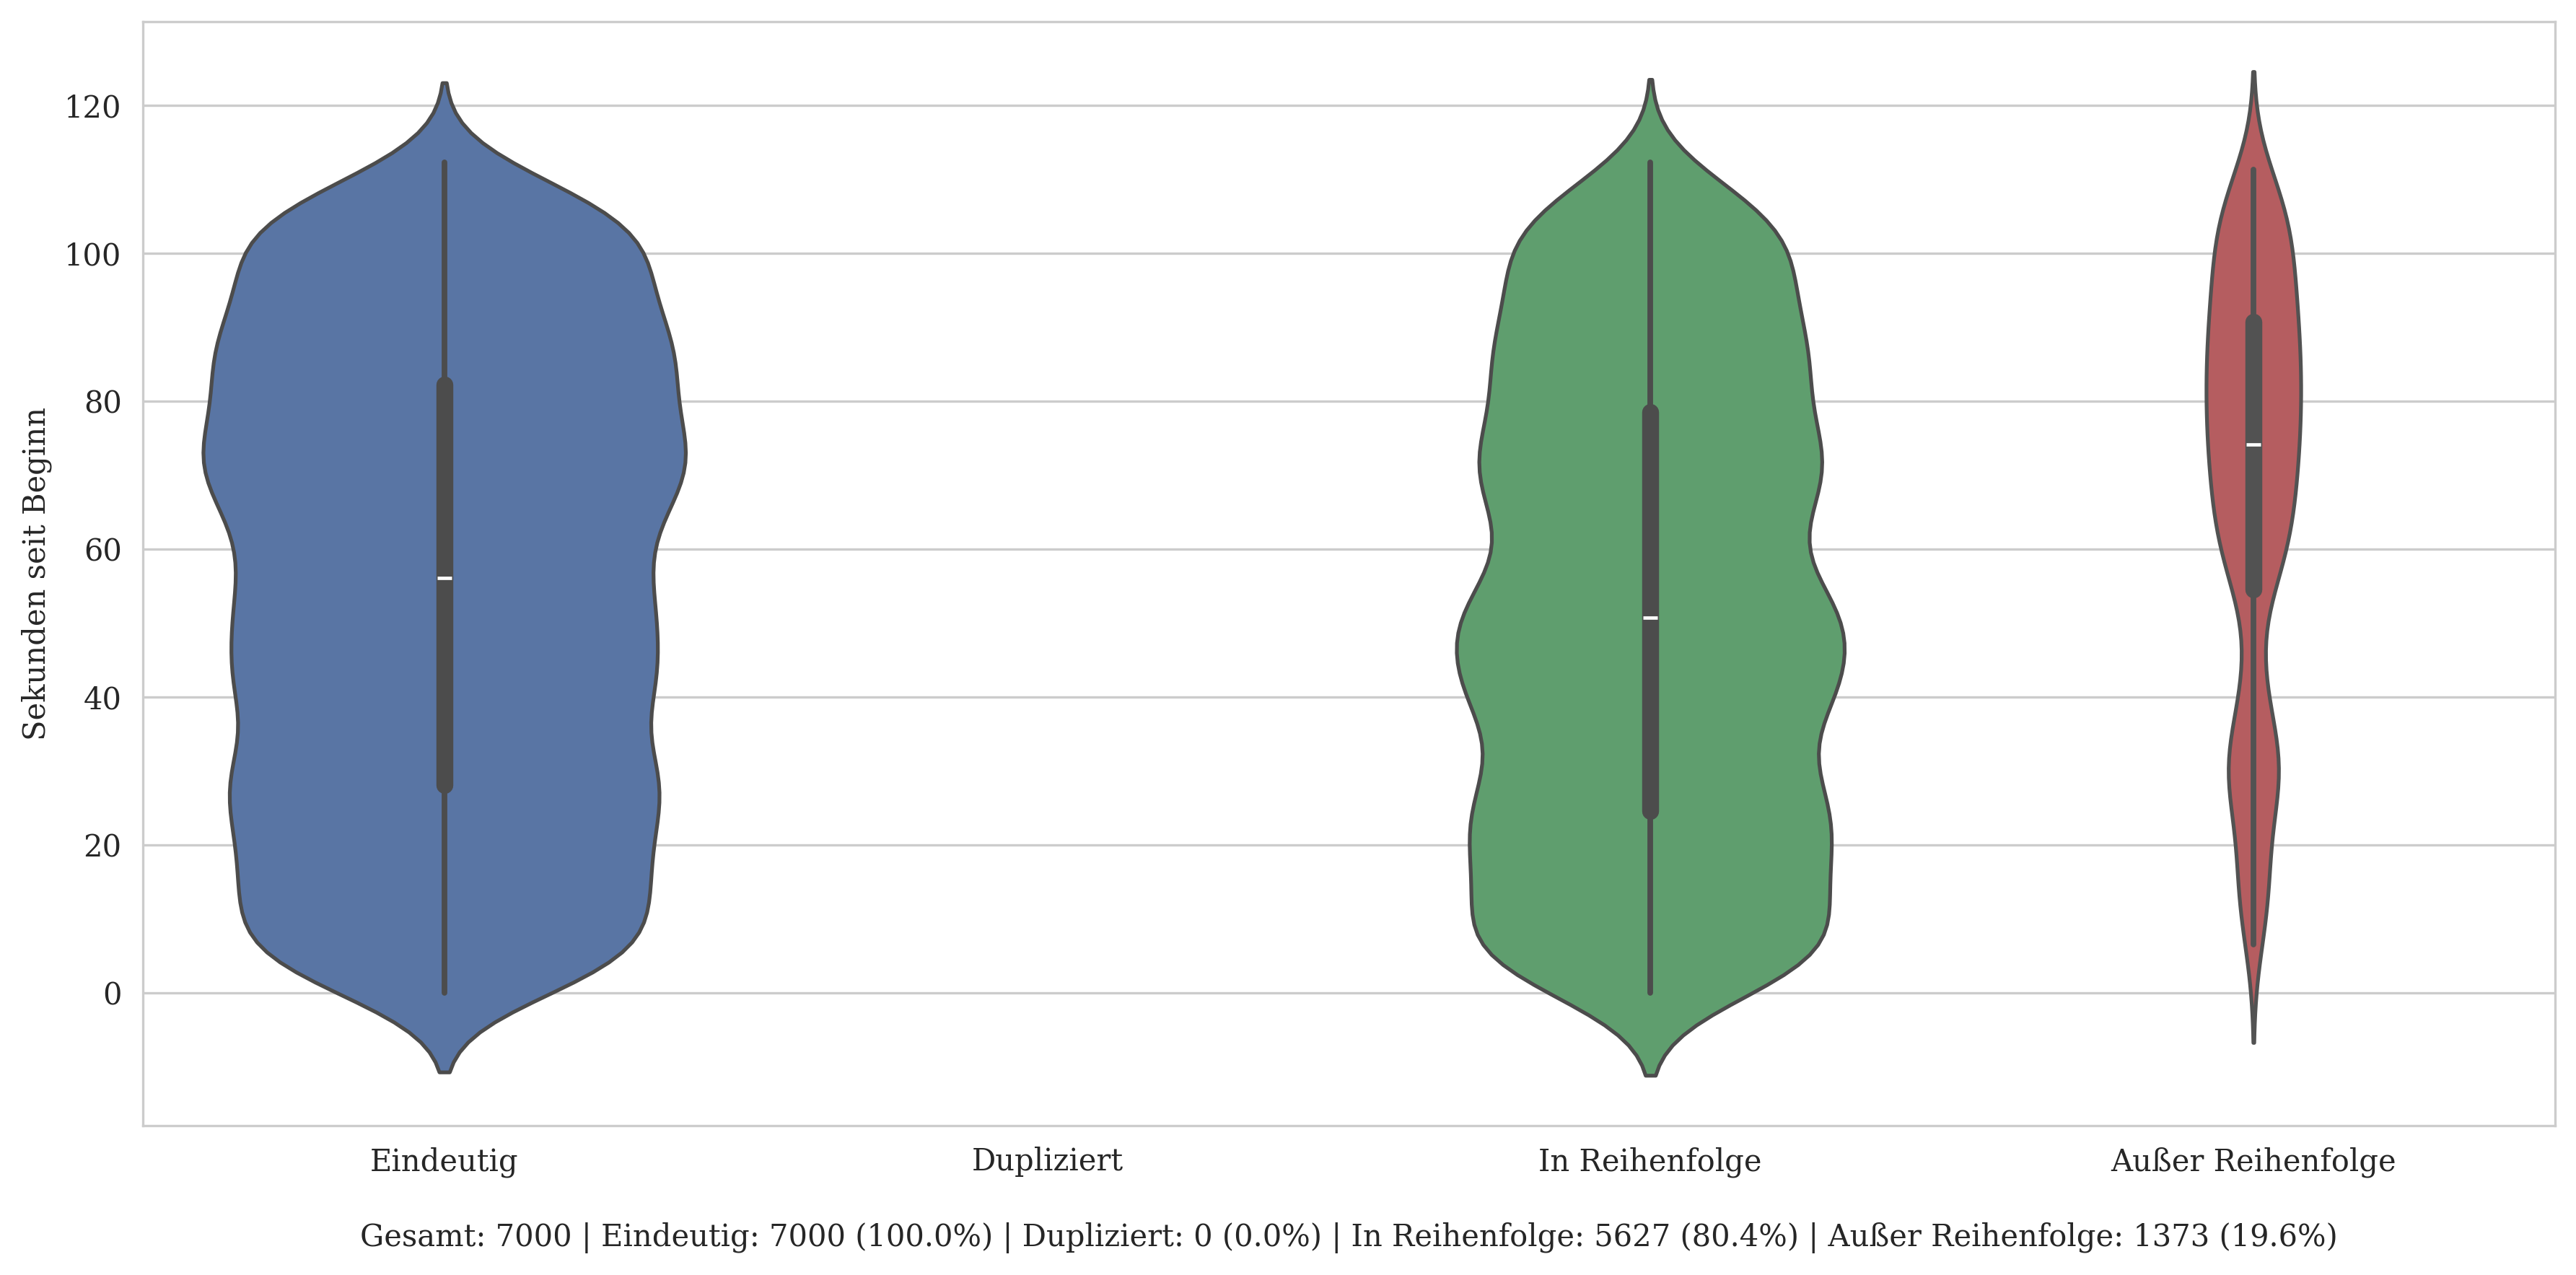 120
100
80
60
40
20
0
Sekunden seit Beginn
Eindeutig
Dupliziert
In Reihenfolge
Außer Reihenfolge
Gesamt: 7000 | Eindeutig: 7000 (100.0%) | Dupliziert: 0 (0.0%) | In Reihenfolge: 5627 (80.4%) | Außer Reihenfolge: 1373 (19.6%)